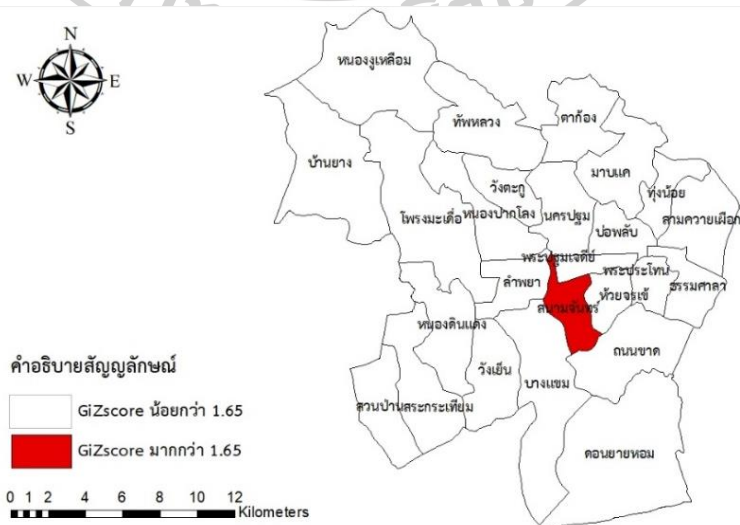 N
W E
S
หนองงูเหลือม
ทัพหลวง
ตาก้อง
บ้านยาง
มาบแค
วังตะกู
ทุ่งน้อย
โพรงมะเดื่อ
หนองปากโลง
นครปฐม
สามควายเผือก
บ่อพลับ
พระปฐมเจดีย์
พระประโทน
ลำพยา
ธรรมศาลา
ห้วยจรเข้
สนามจันทร์
หนองดินแดง
ถนนขาด
วังเย็น
บางแขม
สวนป่าน
สระกระเทียม
ดอนยายหอม
คำอธิบายสัญญลักษณ์
GiZscore น้อยกว่า 1.65
GiZscore มากกว่า 1.65
0 1 2 4 6 8 10 12
Kilometers